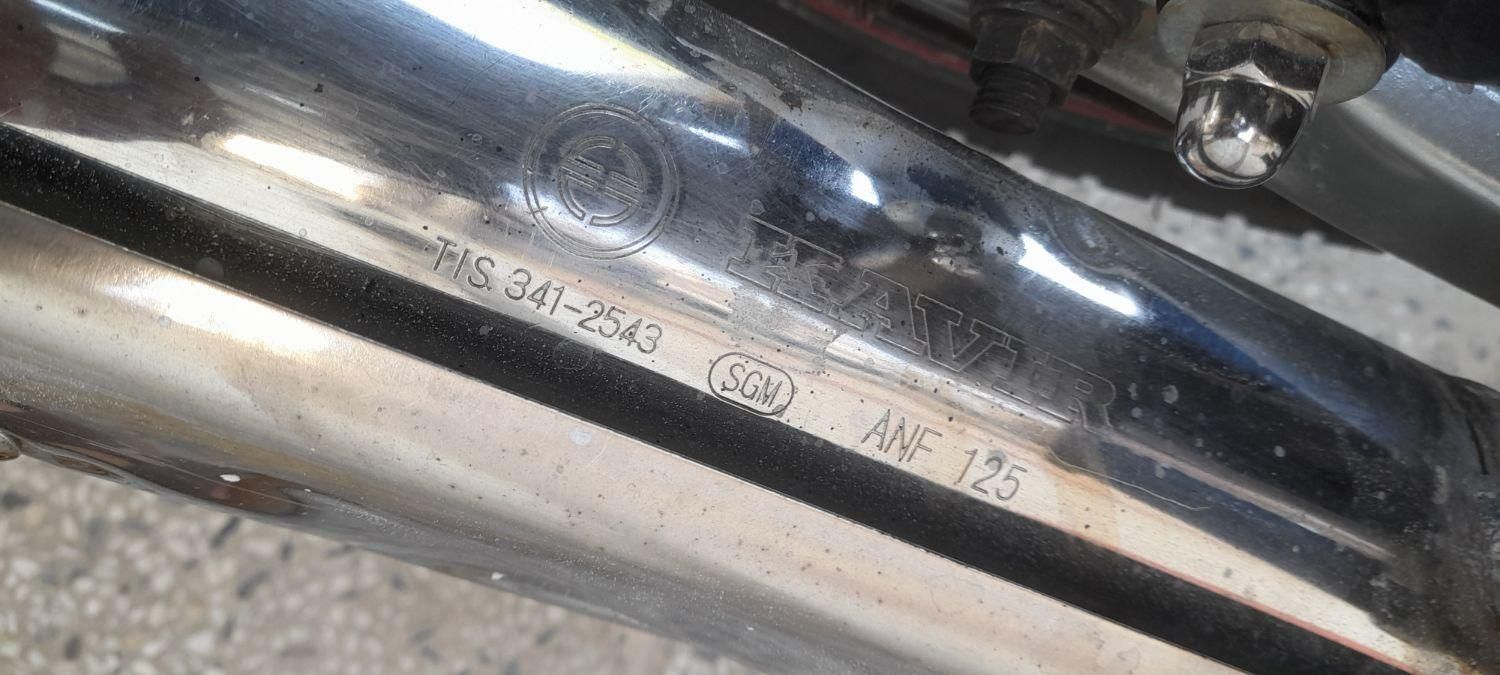 KAVIR
TIS. 341-2543
SGM
ANF 125